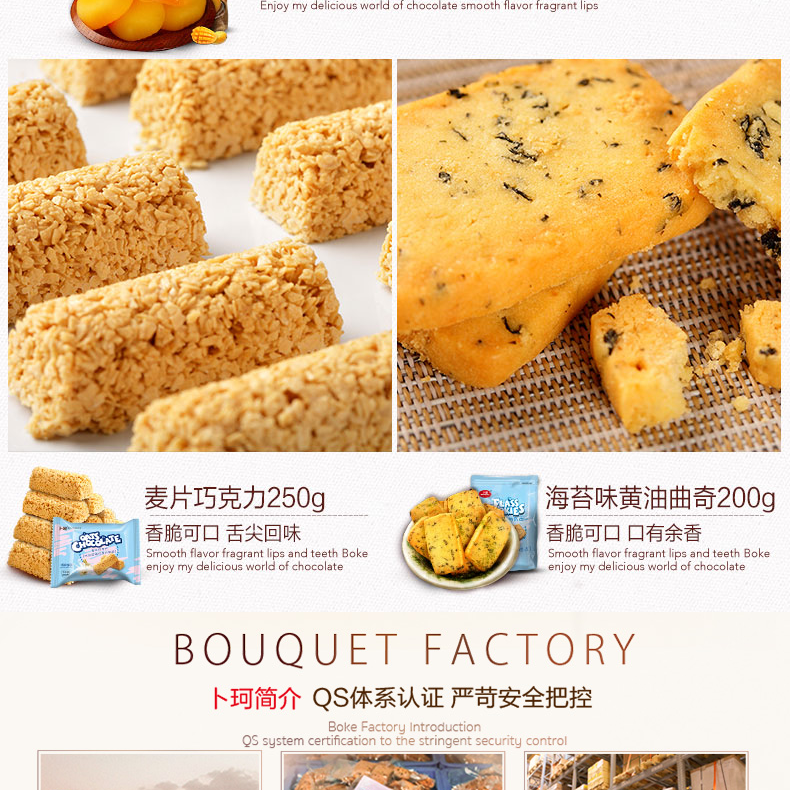 Enjoy my delicious world of chocolate smooth flavor fragrant lips
麦片巧克力250g
香脆可口 舌尖回味
Smooth flavor fragrant lips and teeth Boke
enjoy my delicious world of chocolate
OATS
CHOCOLATE
海苔味黄油曲奇200g
香脆可口 口有余香
Smooth flavor fragrant lips and teeth Boke
enjoy my delicious world of chocolate
BOUQUET FACTORY
卜珂简介 QS体系认证 严苛安全把控
Boke Factory Introduction
QS system certification to the stringent security control